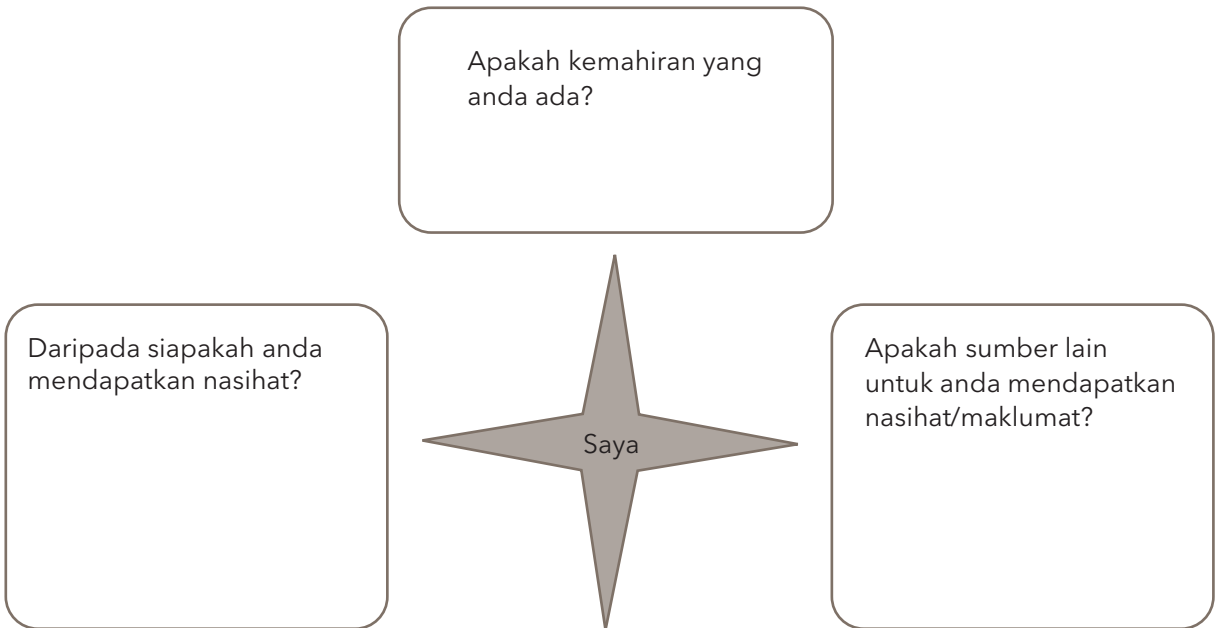 Apakah kemahiran yang
anda ada?
Daripada siapakah anda
mendapatkan nasihat?
Saya
Apakah sumber lain
untuk anda mendapatkan
nasihat/maklumat?